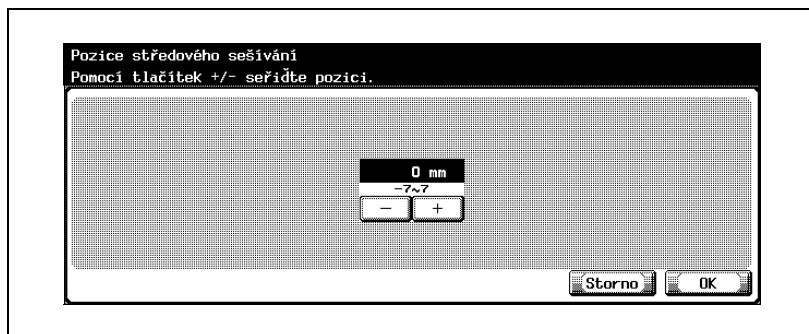 Pozice středového sešívání
Pomocí tlačítek +/- seřiďte pozici.
0 mm
-7~7
- +
Storno OK